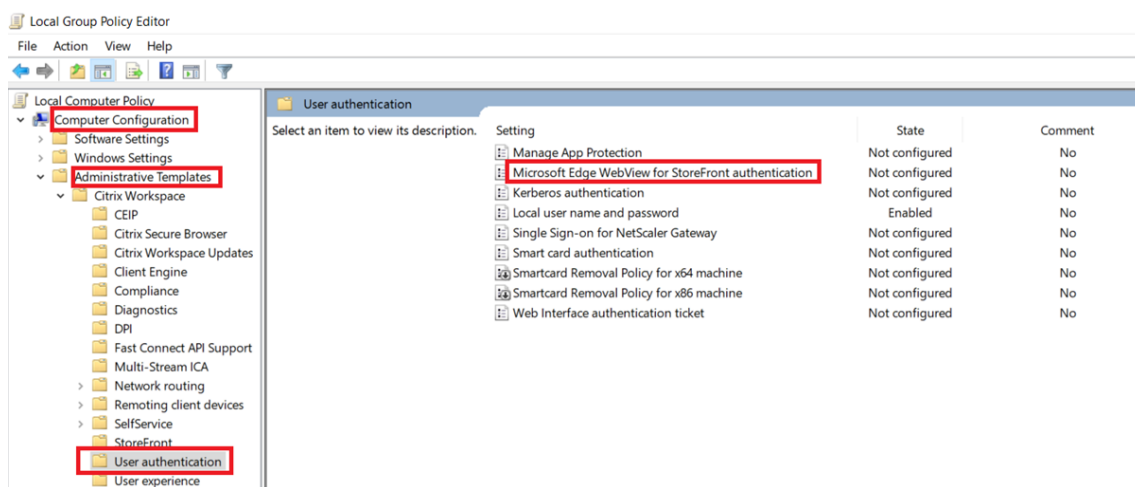 Local Group Policy Editor
File Action View Help
Local Computer Policy
Computer Configuration
Software Settings
Windows Settings
Administrative Templates
Citrix Workspace
CEIP
Citrix Secure Browser
Citrix Workspace Updates
Client Engine
Compliance
Diagnostics
DPI
Fast Connect API Support
Multi-Stream ICA
Network routing
Remoting client devices
SelfService
StoreFront
User authentication
User experience
User authentication
Select an item to view its description.
Setting State Comment
Manage App Protection Not configured No
Microsoft Edge WebView for StoreFront authentication Not configured No
Kerberos authentication Not configured No
Local user name and password Enabled No
Single Sign-on for NetScaler Gateway Not configured No
Smart card authentication Not configured No
Smartcard Removal Policy for x64 machine Not configured No
Smartcard Removal Policy for x86 machine Not configured No
Web Interface authentication ticket Not configured No